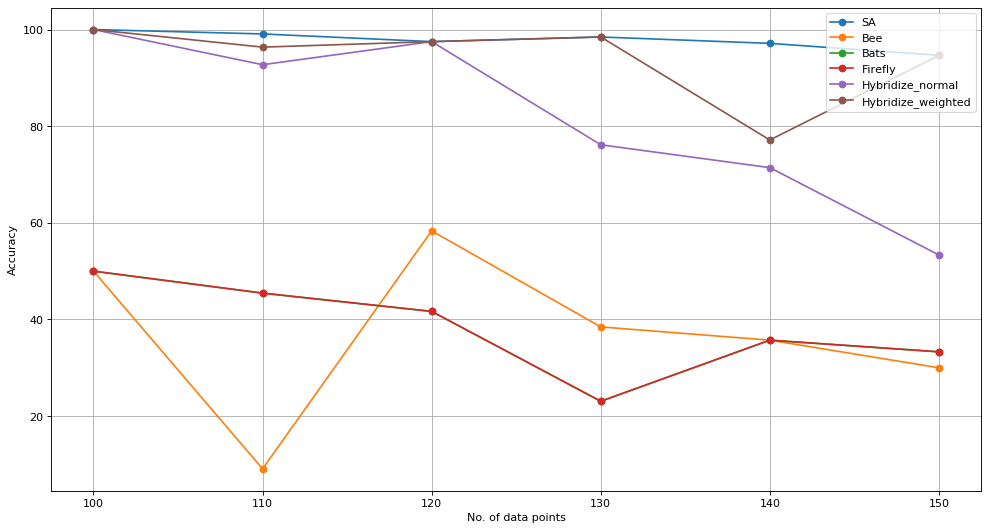 Accuracy
100
80
60
40
20
SA
Bee
Bats
Firefly
Hybridize_normal
Hybridize_weighted
100 110 120 130 140 150
No. of data points